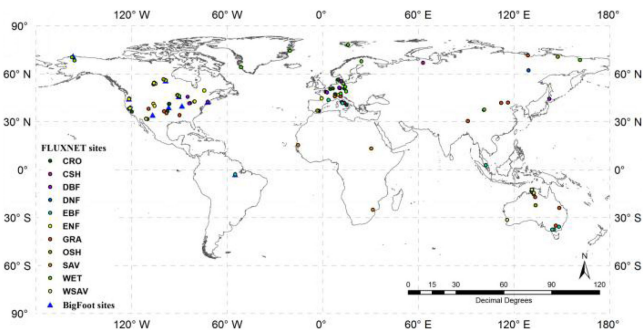 120° W 60° W 0° 60° E 120° E 180°
90°
60° N
30° N
0°
30° S
60° S
90°
60° N
30° N
0°
30° S
60° S
FLUXNET sites
CRO
CSH
DBF
DNF
EBF
ENF
GRA
OSH
SAV
WET
WSAV
BigFoot sites
N
0 15 30 60 90 120
Decimal Degrees
120° W 60° W 0° 60° E 120° E 180°